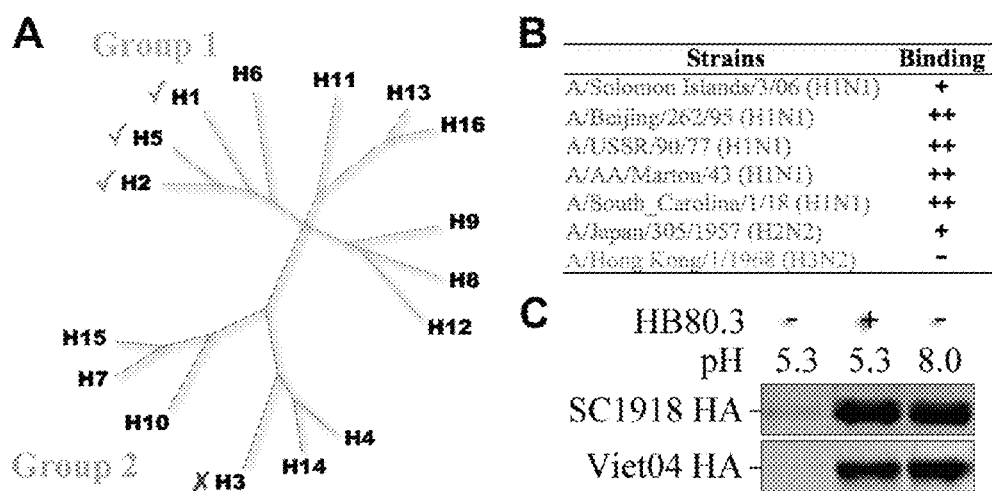 A
Group 1
H6
H11
✓ H1
H13
H16
✓ H5
✓ H2
H9
H8
H12
H15
H7
H10
H4
H14
✗ H3
Group 2
B
Strains Binding
A/Solomon Islands/3/06 (H1N1) +
A/Beijing/262/95 (H1N1) ++
A/USSR/90/77 (H1N1) ++
A/AA/Marton/43 (H1N1) ++
A/South_Carolina/1/18 (H1N1) ++
A/Japan/305/1957 (H2N2) +
A/Hong Kong/1/1968 (H3N2) -
C
HB80.3 - + -
pH 5.3 5.3 8.0
SC1918 HA
Viet04 HA